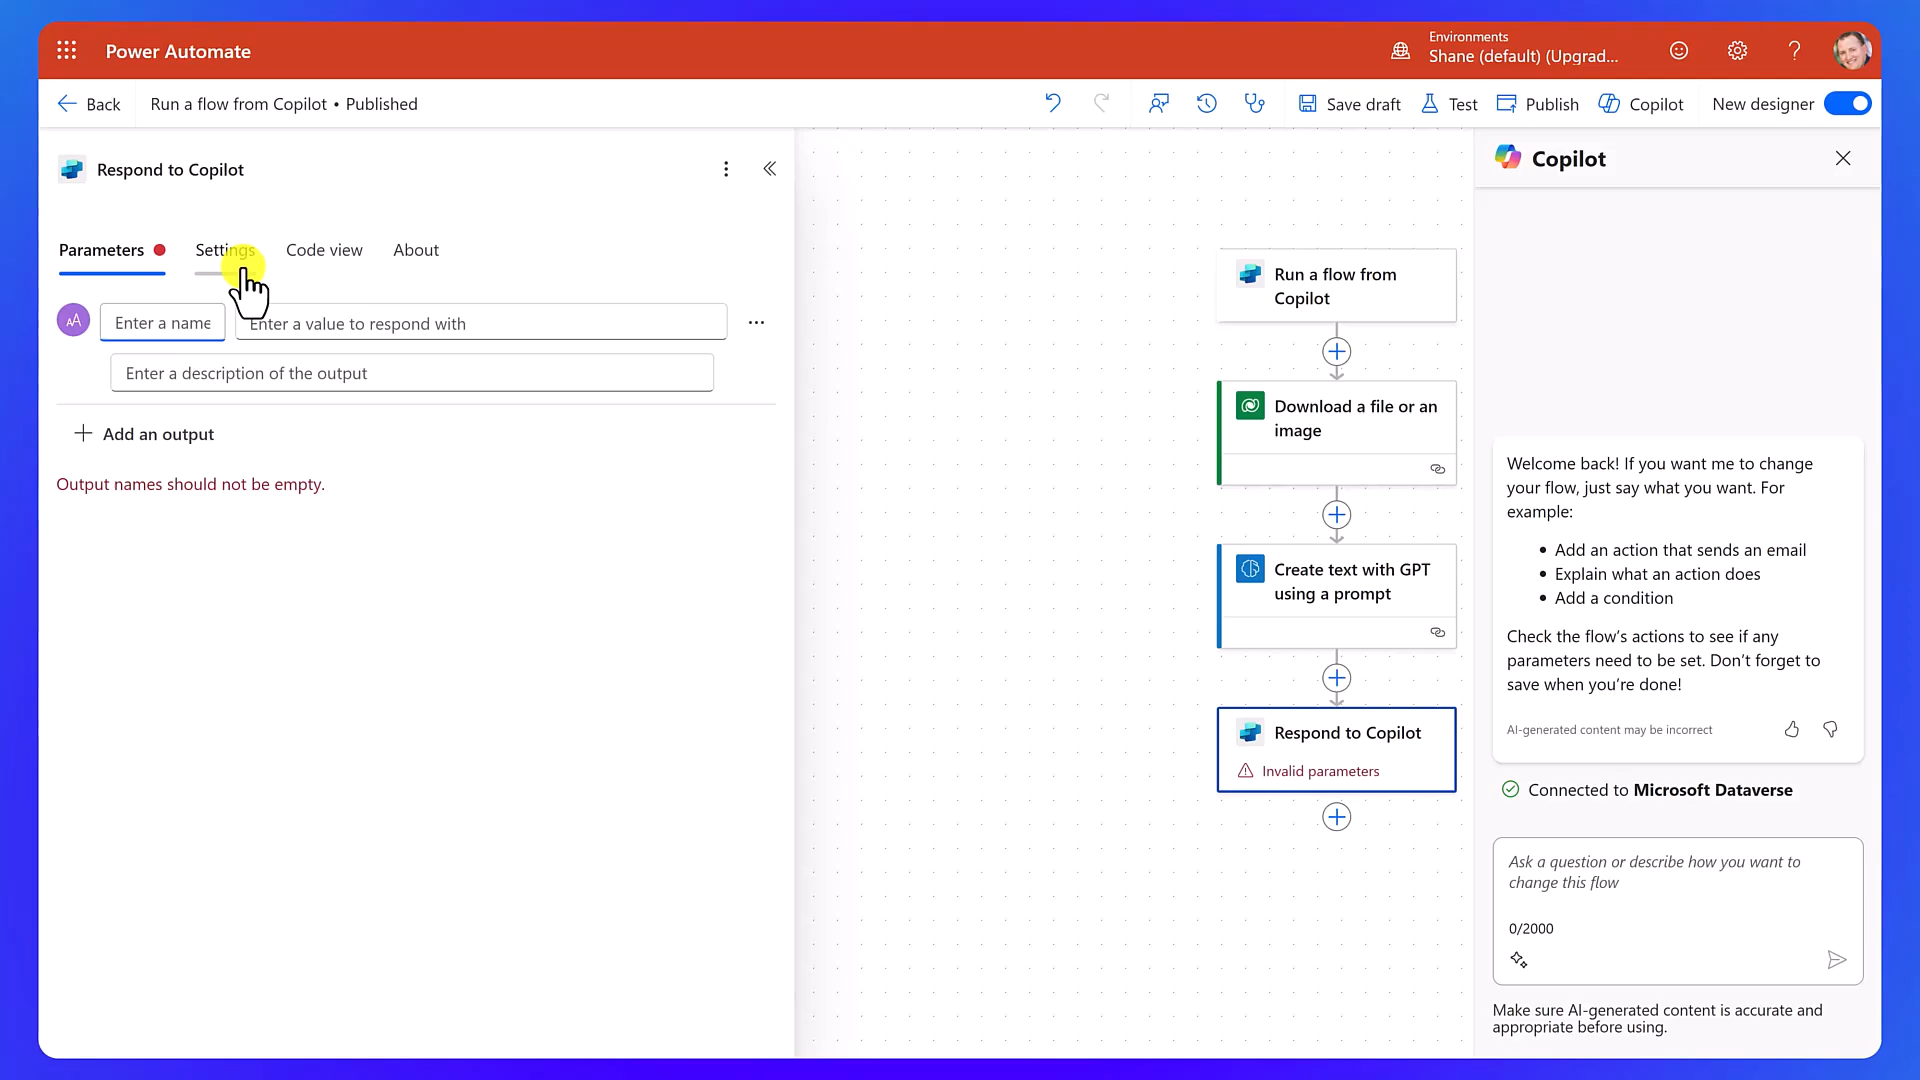 Power Automate
Environments
Shane (default) (Upgrad...
Back
Run a flow from Copilot • Published
Save draft
Test
Publish
Copilot
New designer
Respond to Copilot
Parameters
Settings
Code view
About
AA
Enter a name
Enter a value to respond with
Enter a description of the output
Add an output
Output names should not be empty.
Run a flow from
Copilot
Download a file or an
image
Create text with GPT
using a prompt
Respond to Copilot
Invalid parameters
Copilot
Welcome back! If you want me to change
your flow, just say what you want. For
example:
• Add an action that sends an email
• Explain what an action does
• Add a condition
Check the flow's actions to see if any
parameters need to be set. Don't forget to
save when you're done!
AI-generated content may be incorrect
Connected to Microsoft Dataverse
Ask a question or describe how you want to
change this flow
0/2000
Make sure AI-generated content is accurate and
appropriate before using.